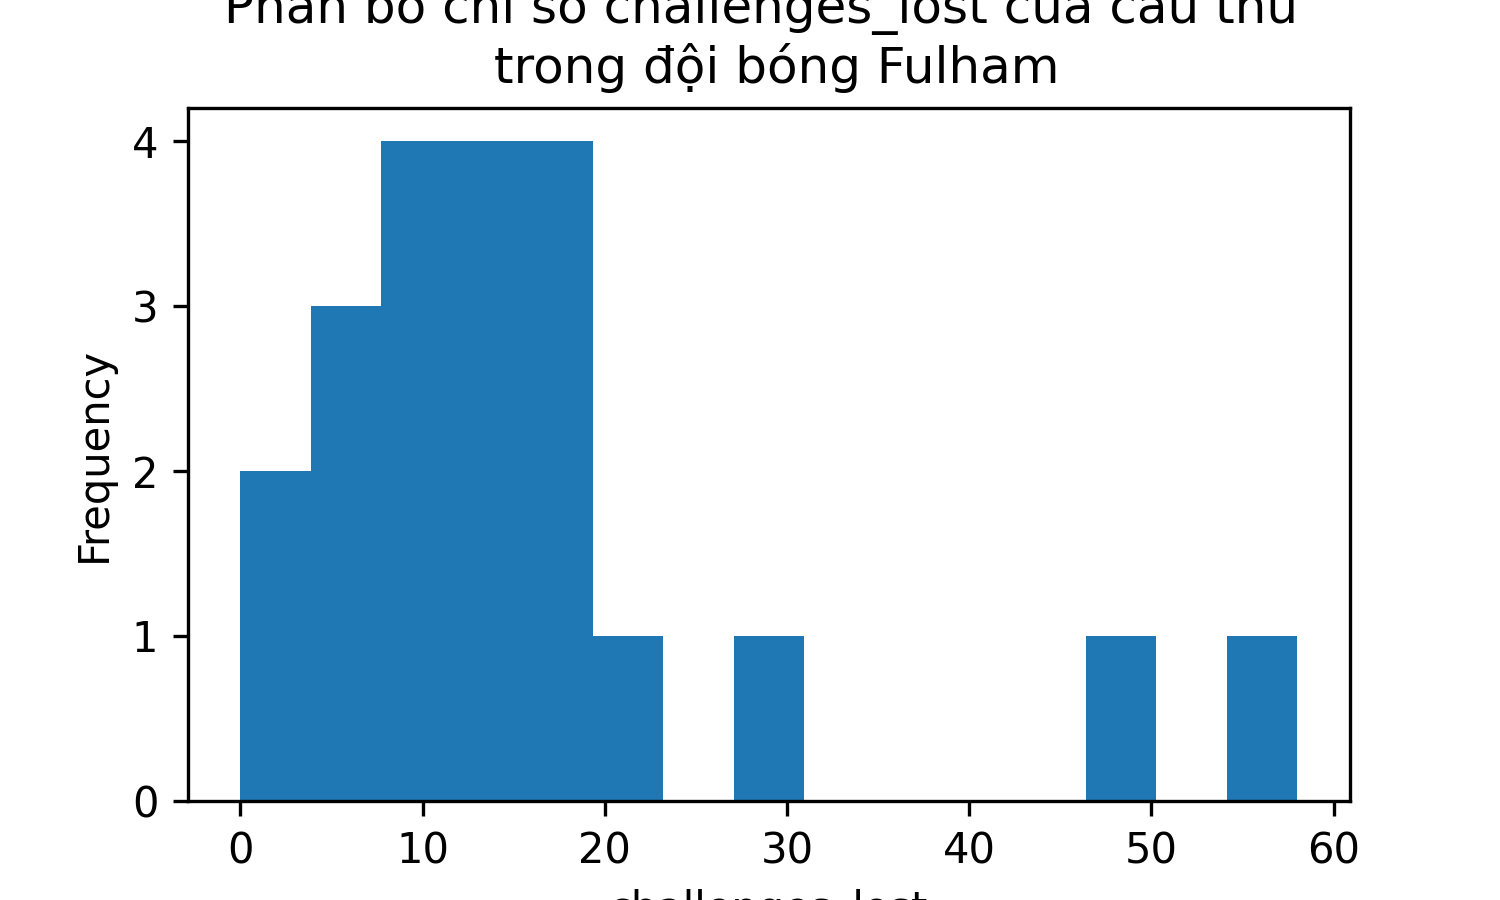 Phân bố chỉ số challenges_lost của cầu thủ
trong đội bóng Fulham
4
3
2
1
0
Frequency
0 10 20 30 40 50 60
challenges_lost